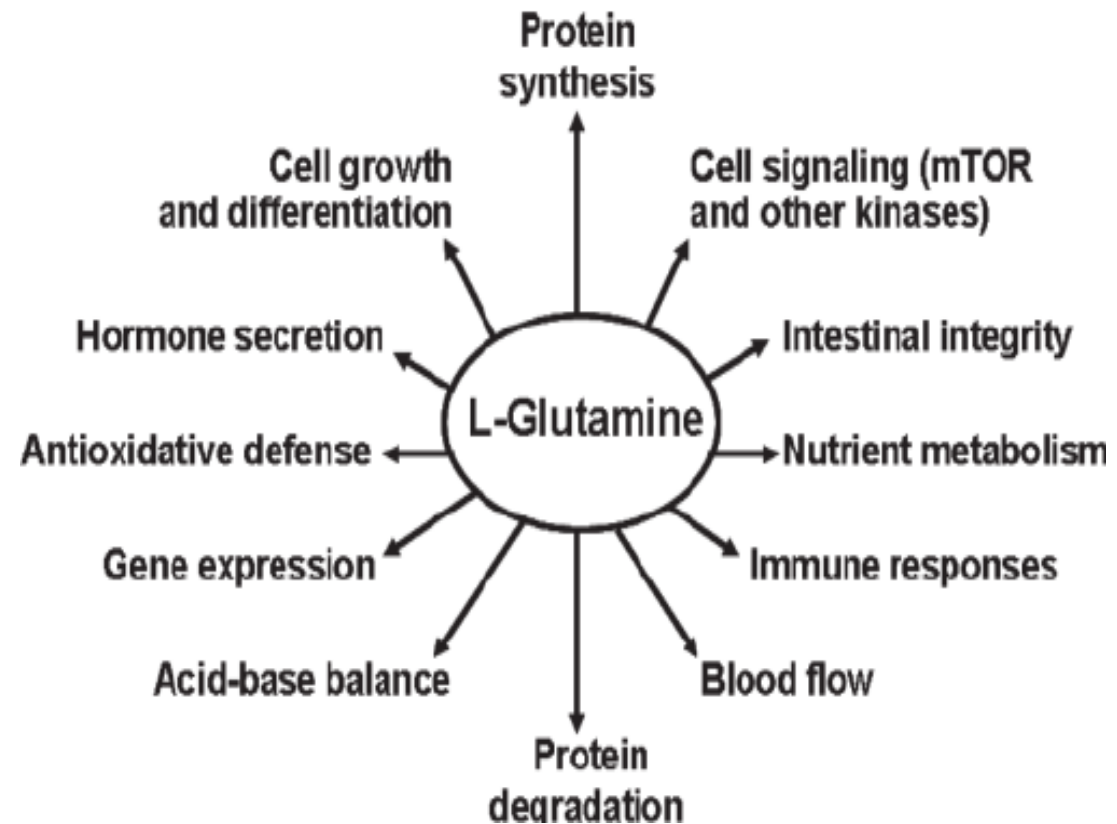 Protein
synthesis
Cell growth
and differentiation
Cell signaling (mTOR
and other kinases)
Hormone secretion
Intestinal integrity
L-Glutamine
Antioxidative defense
Nutrient metabolism
Gene expression
Immune responses
Acid-base balance
Blood flow
Protein
degradation